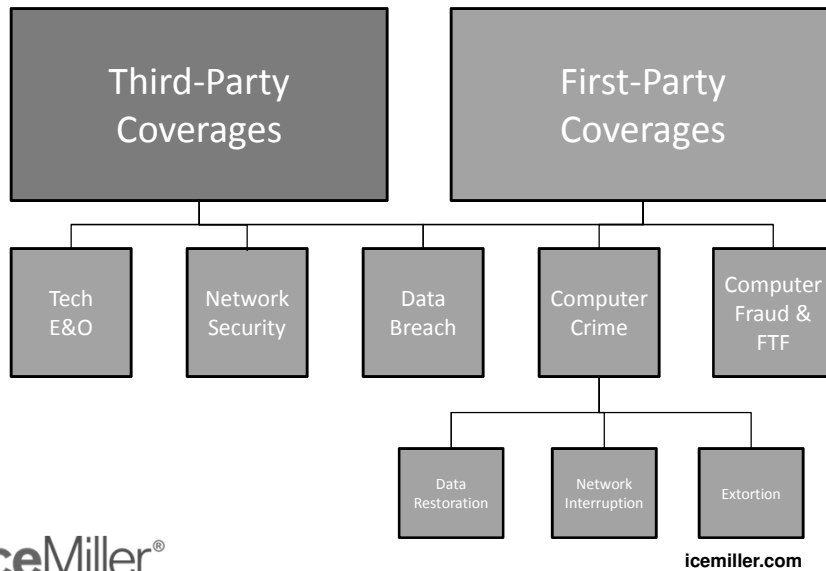 Third-Party
Coverages
First-Party
Coverages
Tech
E&O
Network
Security
Data
Breach
Computer
Crime
Computer
Fraud &
FTF
Data
Restoration
Network
Interruption
Extortion
ceMiller®
icemiller.com